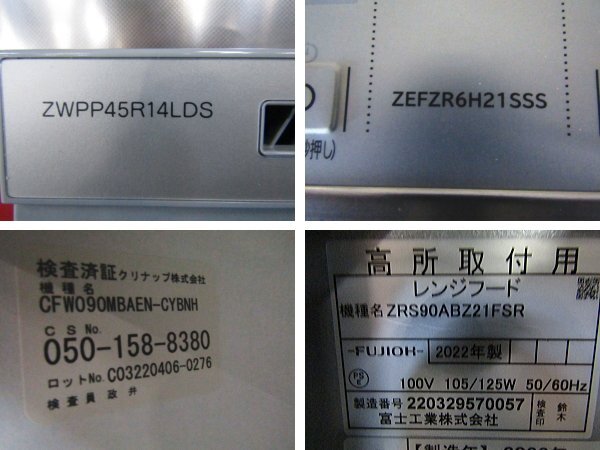 ZWPP45R14LDS
ZEFZR6H21SSS
押し)
検査済証 クリナップ株式会社
機種名
CFWO90MBAEN-CYBNH
CS No.
050-158-8380
ロットNo. C03220406-0276
検査員 政井
高所取付用
レンジフード
機種名 ZRS90ABZ21FSR
-FUJIOH- 2022年製
PS E 100V 105/125W 50/60Hz
製造番号 220329570057 検査印 鈴木
富士工業株式会社
【製造年】